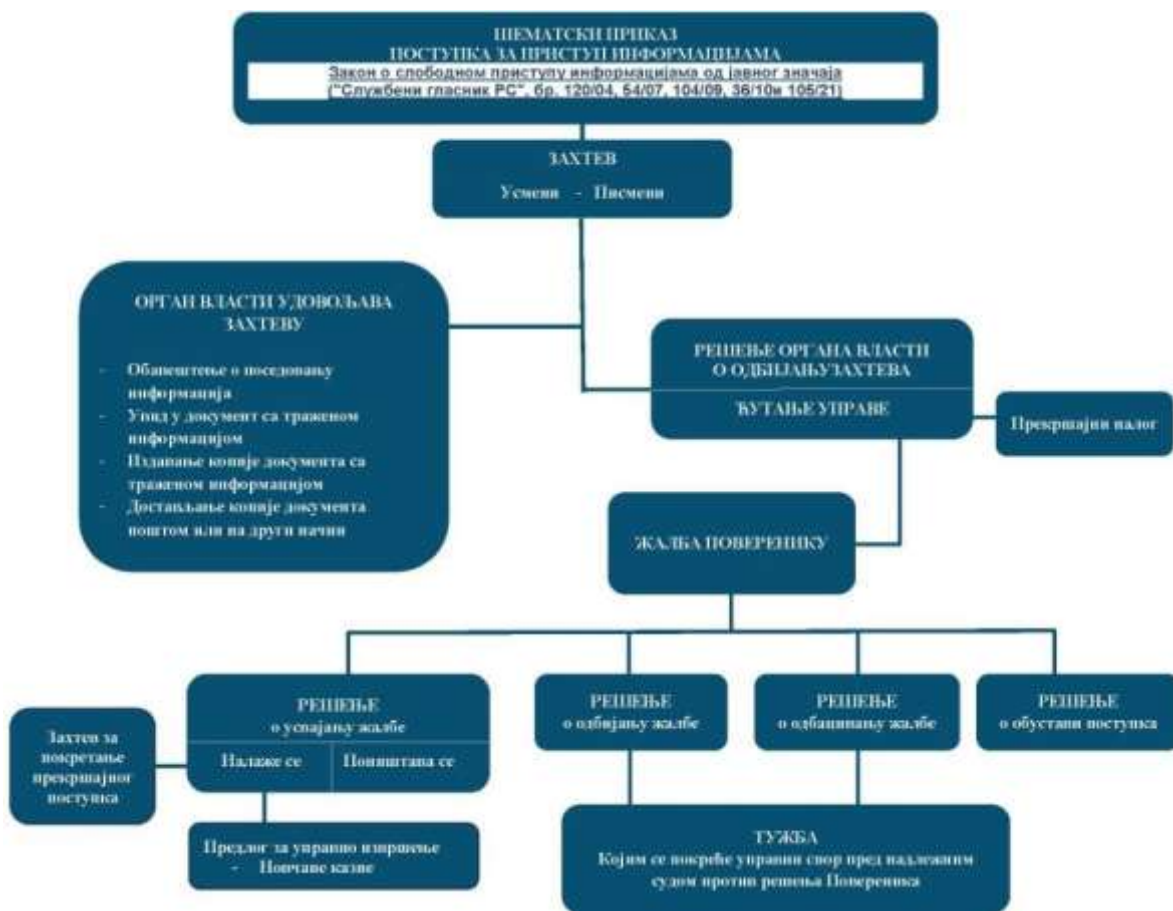 ШЕМАТСКИ ПРИКАЗ
ПОСТУПКА ЗА ПРИСТУП ИНФОРМАЦИЈАМА
Закон о слободном приступу информацијама од јавног значаја
("Службени гласник РС", бр. 120/04, 54/07, 104/09, 36/10и 105/21)
ЗАХТЕВ
Усмени - Писмени
ОРГАН ВЛАСТИ УДОВОЉАВА
ЗАХТЕВУ
- Обавештење о поседовању
информација
- Увид у документ са траженом
информацијом
- Издавање копије документа са
траженом информацијом
- Достављање копије документа
поштом или на други начин
РЕШЕЊЕ ОРГАНА ВЛАСТИ
О ОДБИЈАЊУЗАХТЕВА
ЋУТАЊЕ УПРАВЕ
Прекршајни налог
ЖАЛБА ПОВЕРЕНИКУ
РЕШЕЊЕ
о усвајању жалбе
Налаже се
Поништава се
Захтев за
покретање
прекршајног
поступка
Предлог за управно извршење
- Новчане казне
РЕШЕЊЕ
о одбијању жалбе
РЕШЕЊЕ
о одбацивању жалбе
РЕШЕЊЕ
о обустави поступка
ТУЖБА
Којим се покреће управни спор пред надлежним
судом против решења Повереника